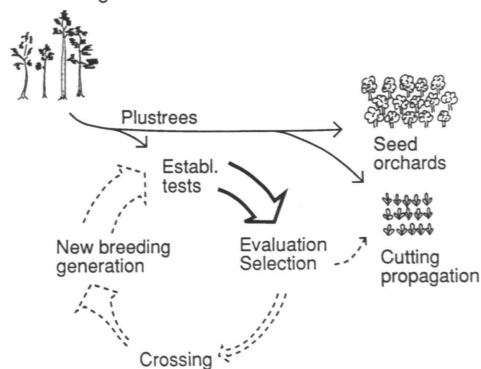 Plustrees
Seed
orchards
Establ.
tests
New breeding
generation
Evaluation
Selection
Cutting
propagation
Crossing